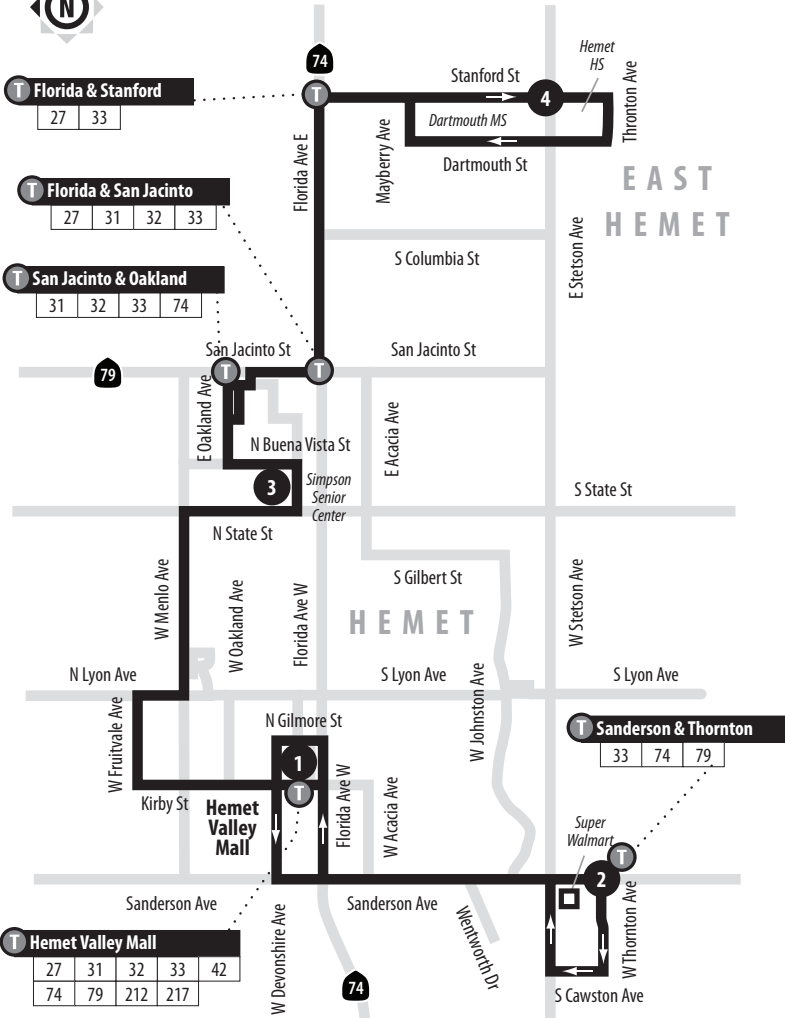 N
74
Florida & Stanford
T
27 33
T
Stanford St
4
Hemet
HS
Thronton Ave
Dartmouth MS
Dartmouth St
Mayberry Ave
Florida Ave E
EAST
HEMET
T
Florida & San Jacinto
27 31 32 33
S Columbia St
E Stetson Ave
T
San Jacinto & Oakland
31 32 33 74
San Jacinto St
San Jacinto St
79
T
T
E Oakland Ave
N Buena Vista St
E Acacia Ave
3
Simpson
Senior
Center
S State St
N State St
W Menlo Ave
W Oakland Ave
Florida Ave W
S Gilbert St
W Stetson Ave
HEMET
N Lyon Ave
S Lyon Ave
S Lyon Ave
W Johnston Ave
W Fruitvale Ave
N Gilmore St
1
T
Kirby St
Hemet
Valley
Mall
Florida Ave W
W Acacia Ave
T
Sanderson & Thornton
33 74 79
Super
Walmart
T
2
Sanderson Ave
Sanderson Ave
W Devonshire Ave
Wentworth Dr
W Thornton Ave
S Cawston Ave
74
T
Hemet Valley Mall
27 31 32 33 42
74 79 212 217